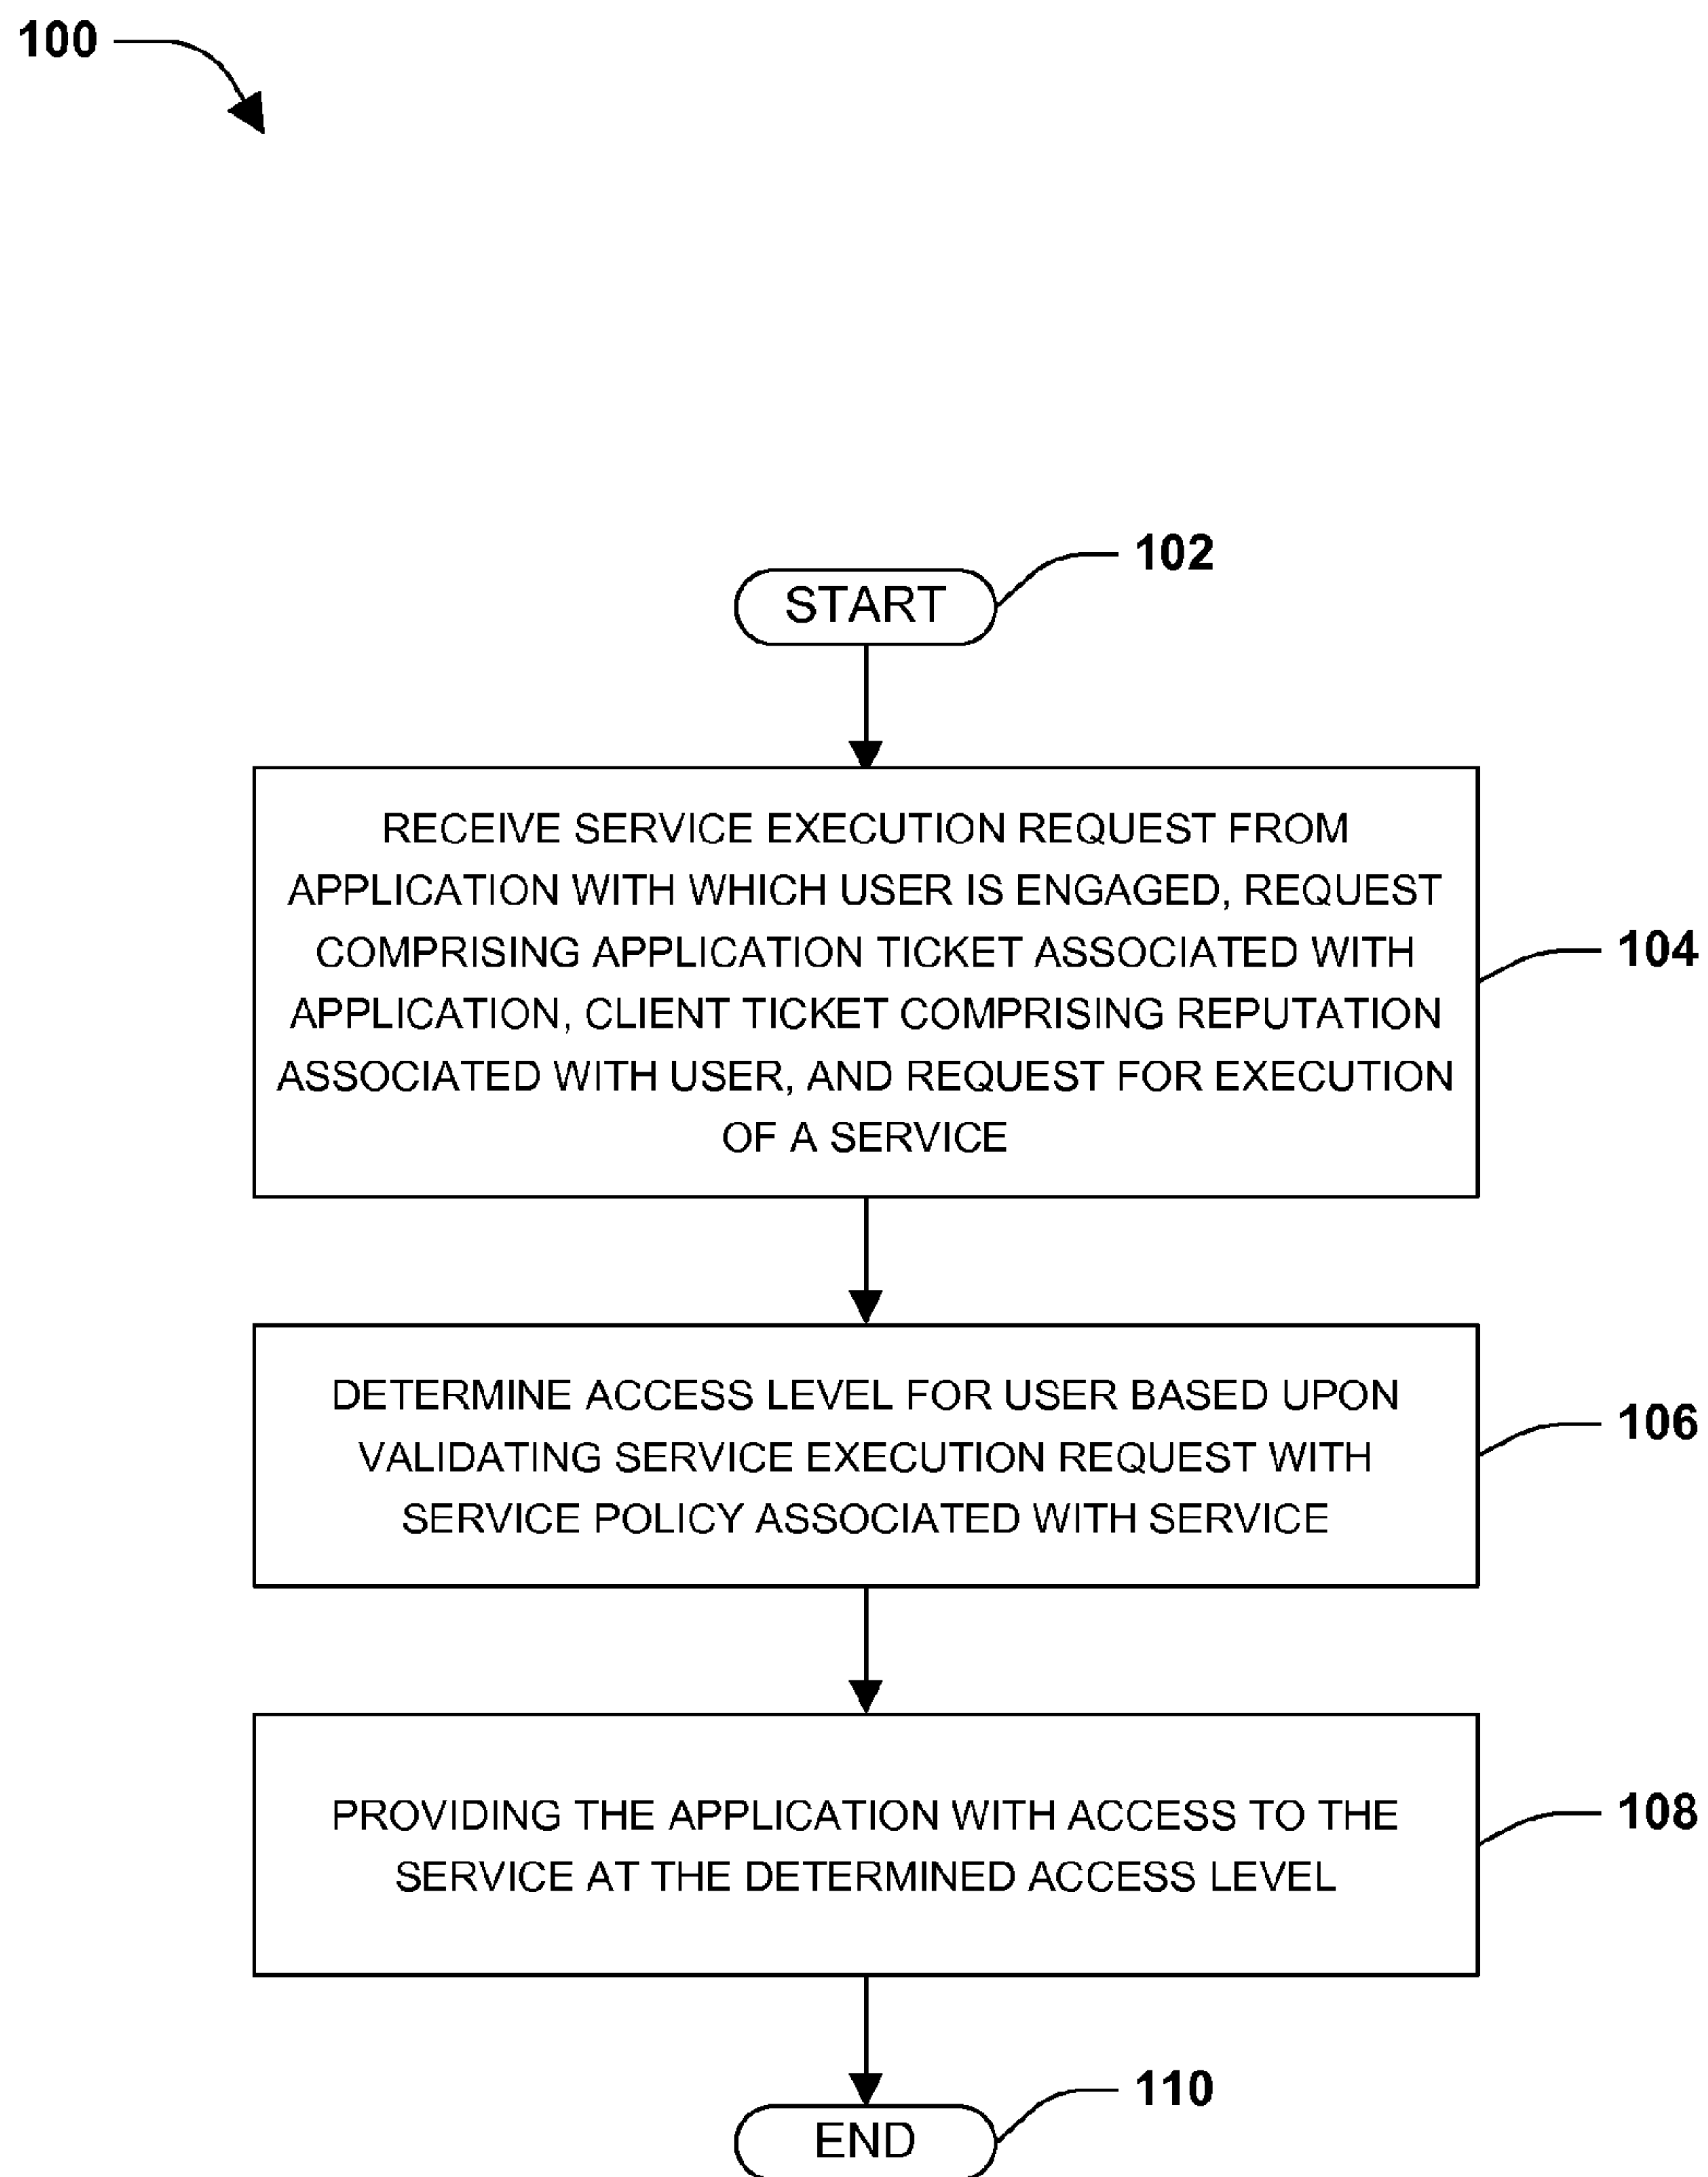 100
102
START
RECEIVE SERVICE EXECUTION REQUEST FROM
APPLICATION WITH WHICH USER IS ENGAGED, REQUEST
COMPRISING APPLICATION TICKET ASSOCIATED WITH
APPLICATION, CLIENT TICKET COMPRISING REPUTATION
ASSOCIATED WITH USER, AND REQUEST FOR EXECUTION
OF A SERVICE
104
DETERMINE ACCESS LEVEL FOR USER BASED UPON
VALIDATING SERVICE EXECUTION REQUEST WITH
SERVICE POLICY ASSOCIATED WITH SERVICE
106
PROVIDING THE APPLICATION WITH ACCESS TO THE
SERVICE AT THE DETERMINED ACCESS LEVEL
108
110
END